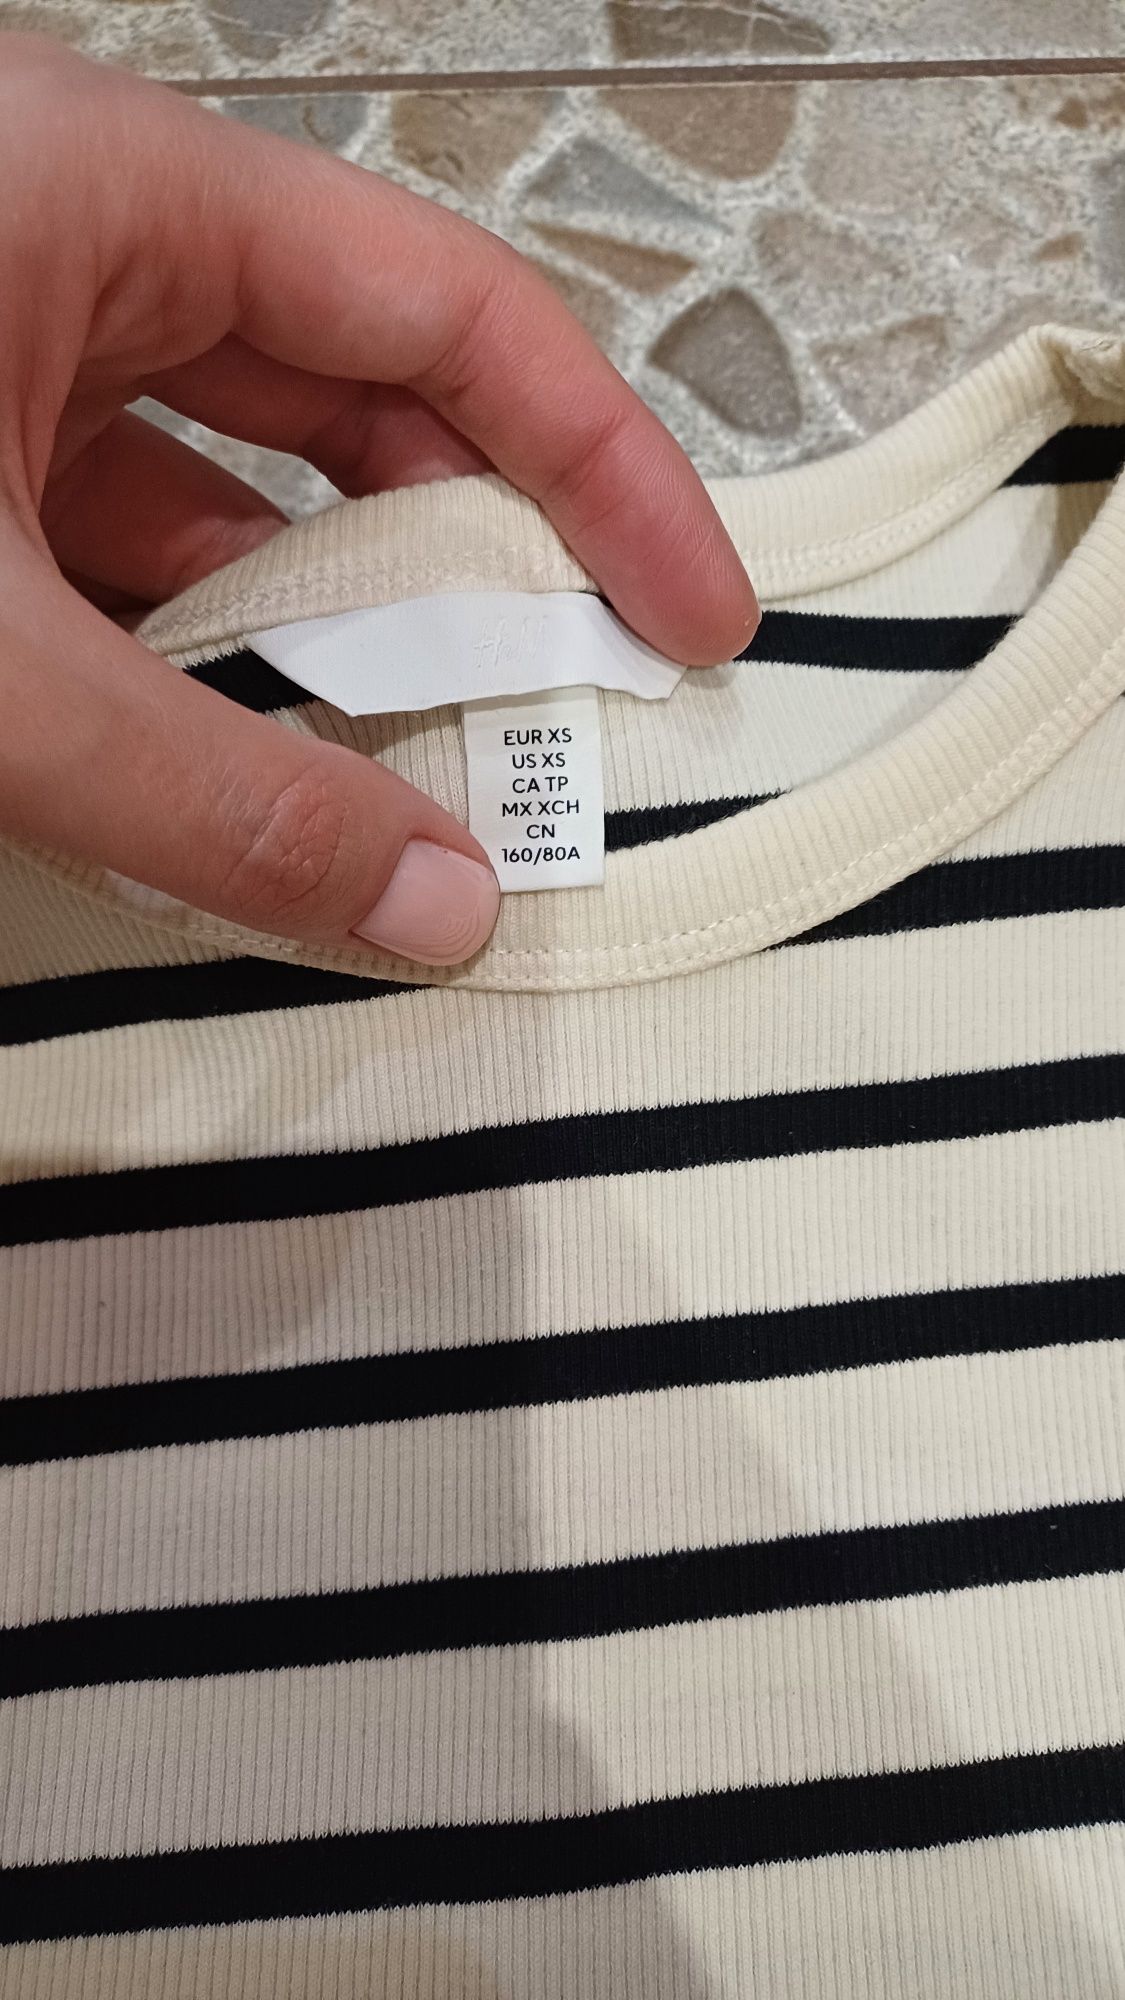 H&M
EUR XS
US XS
CA TP
MX XCH
CN
160/80A